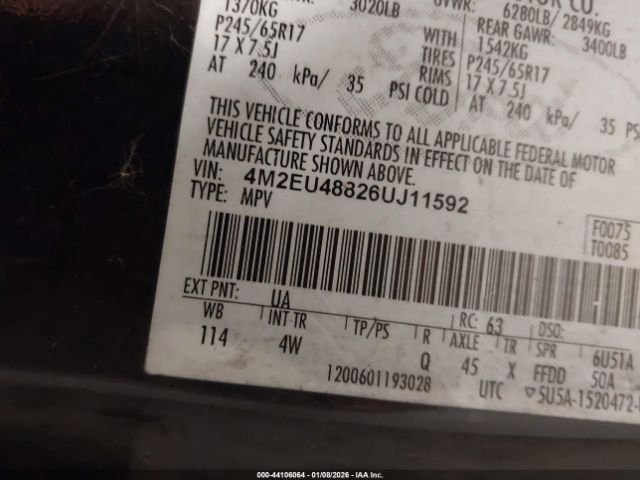 TOR CO.
1370KG 3020LB GVWR: 6280LB/ 2849KG
P245/65R17 WITH REAR GAWR: 3400LB
17 X 7.5J TIRES 1542KG
AT 240 kPa/ 35 PSI COLD RIMS P245/65R17
17 X 7.5J
AT 240 kPa/ 35 PS
THIS VEHICLE CONFORMS TO ALL APPLICABLE FEDERAL MOTOR
VEHICLE SAFETY STANDARDS IN EFFECT ON THE DATE OF
MANUFACTURE SHOWN ABOVE.
VIN: 4M2EU48826UJ11592
TYPE: MPV
F0075
T0085
EXT PNT: UA RC: 63 DSO:
WB INT TR TP/PS R AXLE TR SPR 6U51A
114 4W Q 45 X FFDD 50A
1200601193028 UTC ▽5U5A-1520472-
000-44106064 | 01/08/2026 - IAA Inc.